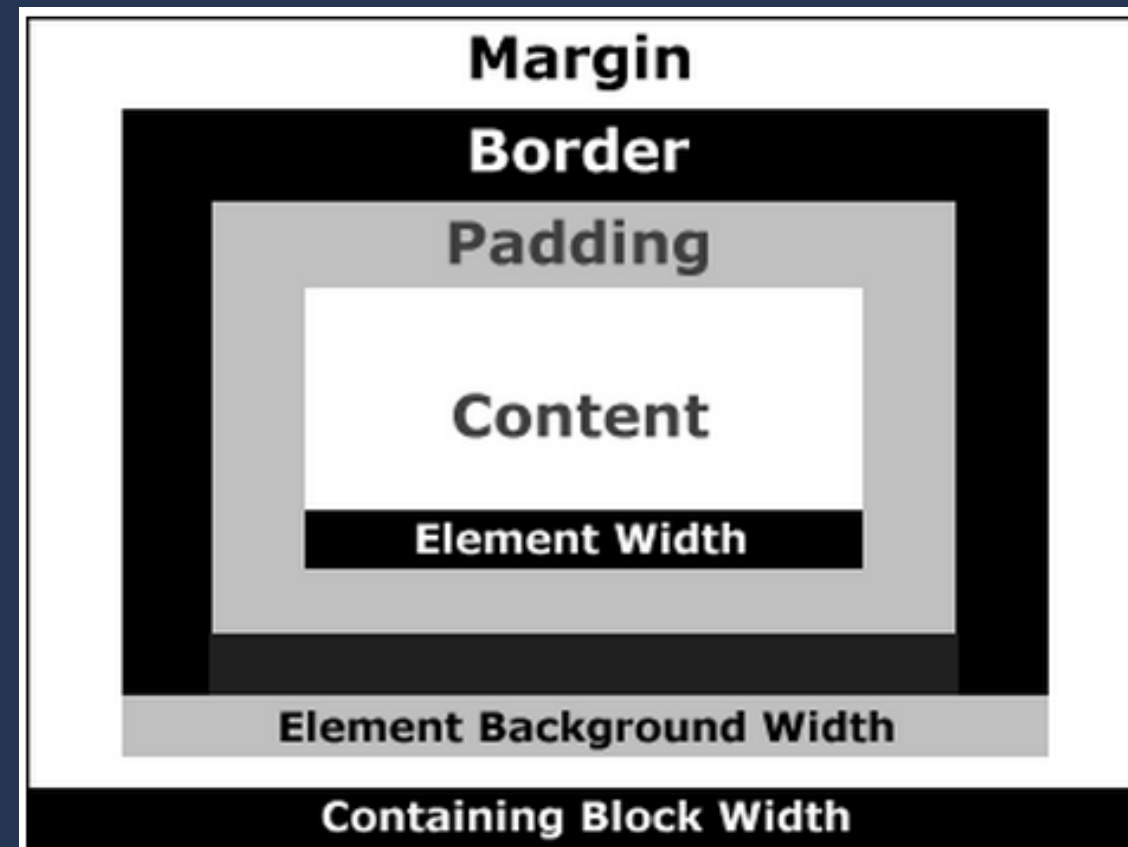 Margin
Border
Padding
Content
Element Width
Element Background Width
Containing Block Width